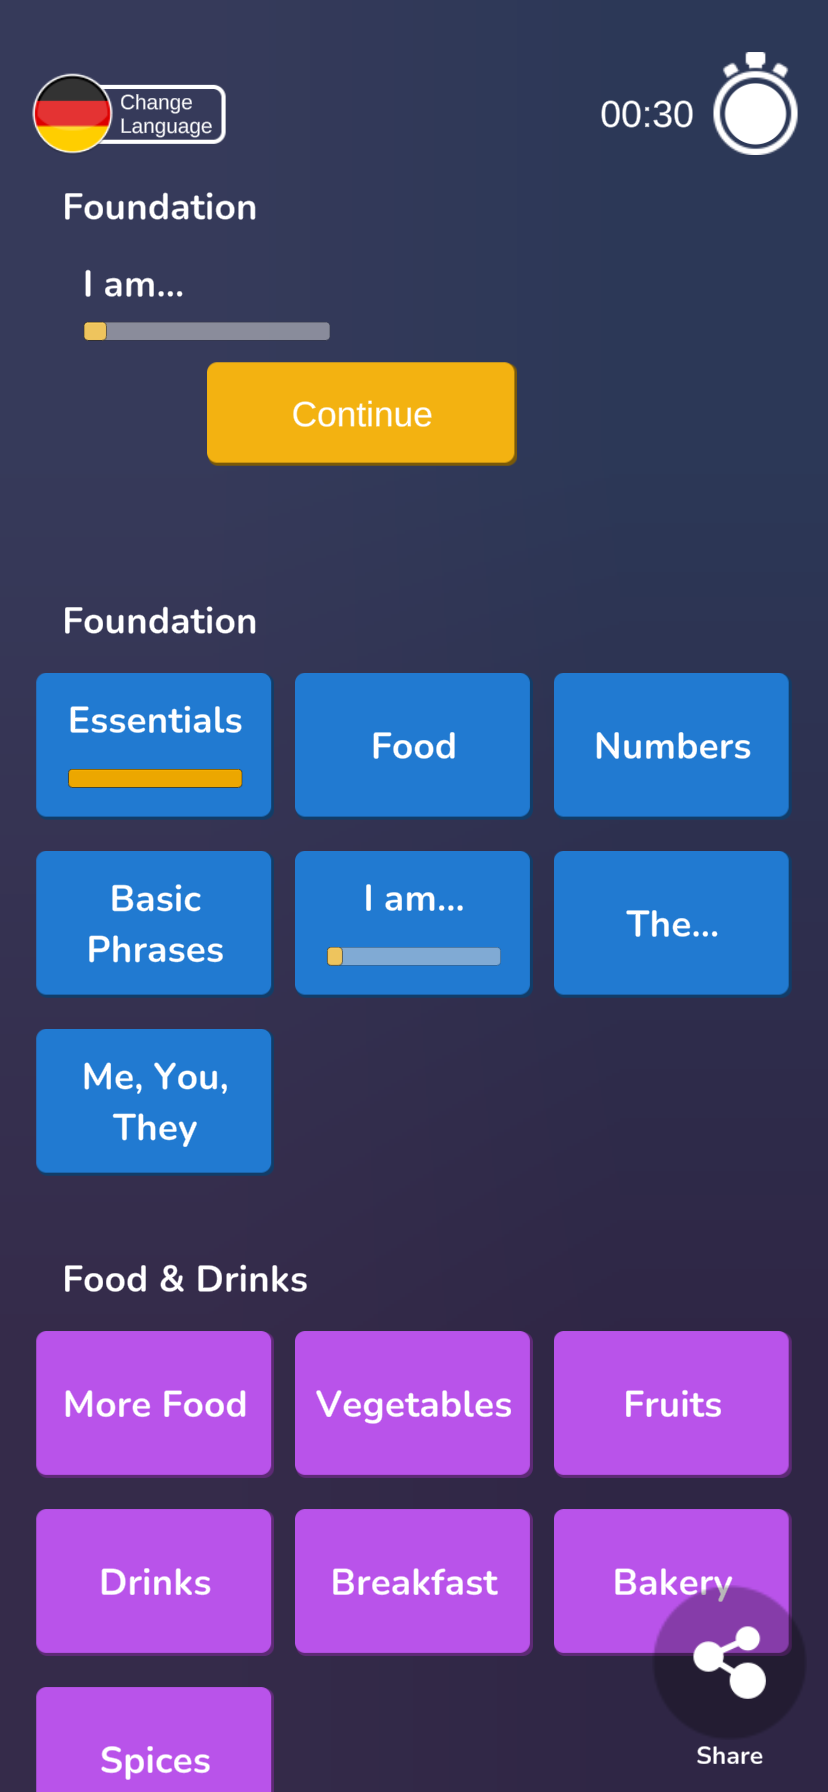 Change
Language
00:30
Foundation
I am...
Continue
Foundation
Essentials
Food
Numbers
Basic
Phrases
I am...
The...
Me, You,
They
Food & Drinks
More Food
Vegetables
Fruits
Drinks
Breakfast
Bakery
Spices
Share